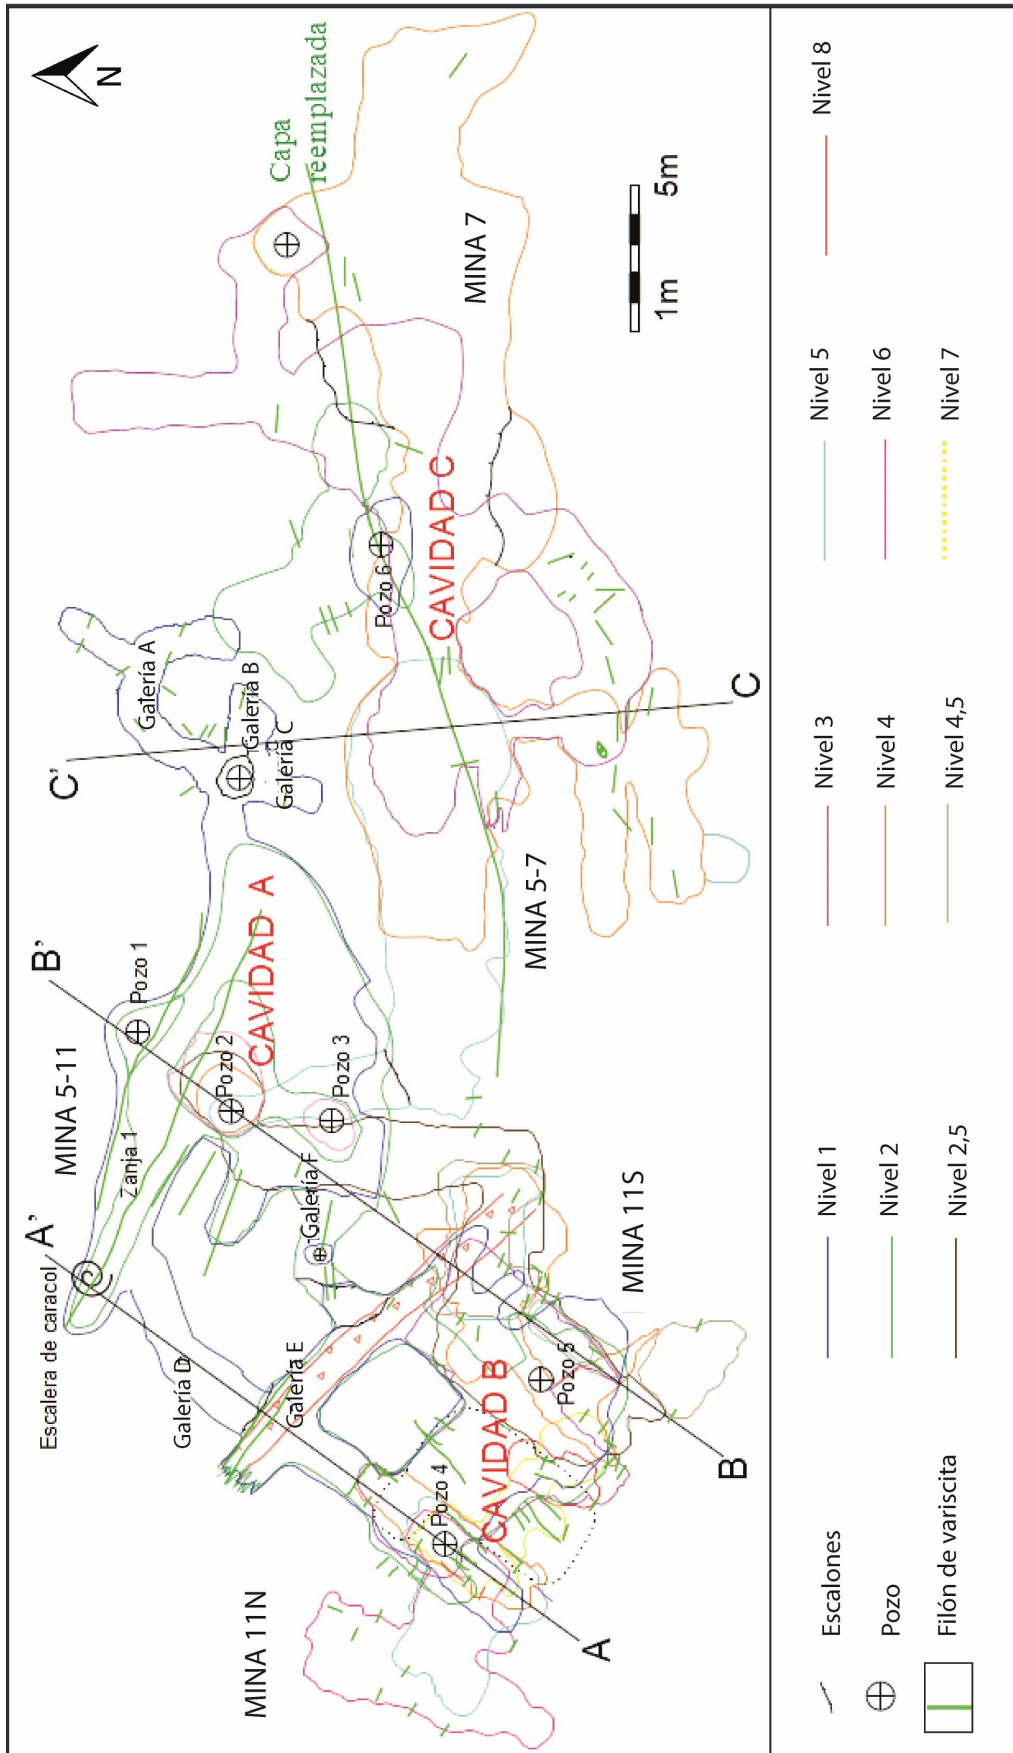 N
Capa
reemplazada
Escalera de caracol
A'
MINA 5-11
B'
Zanja 1
Pozo 1
Pozo 2
CAVIDAD A
Pozo 3
Galería D
Galería E
Galería F
C'
Galería A
Galería B
Galería C
Pozo 6
CAVIDAD C
MINA 7
1m
5m
MINA 11N
Pozo 4
CAVIDAD B
Pozo 5
MINA 11S
MINA 5-7
A
B
C
Escalones
Pozo
Filón de variscita
Nivel 1
Nivel 2
Nivel 2,5
Nivel 3
Nivel 4
Nivel 4,5
Nivel 5
Nivel 6
Nivel 7
Nivel 8